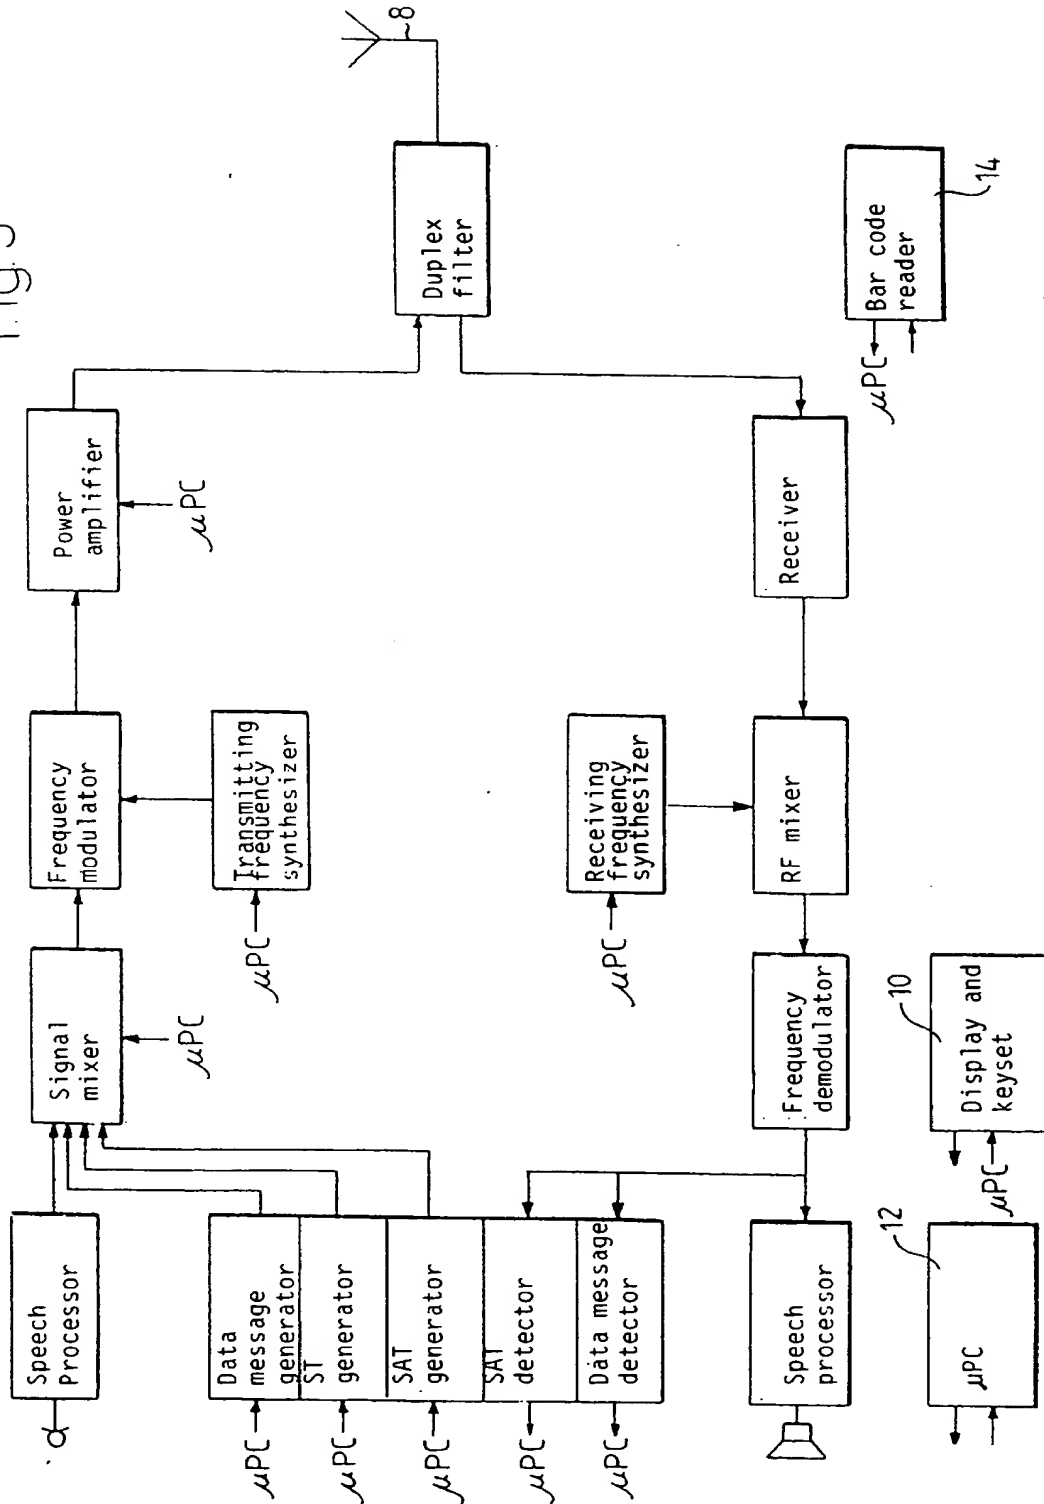 Fig.
8
Duplex
filter
Power
amplifier
μPC
Frequency
modulator
Transmitting
frequency
synthesizer
μPC
Signal
mixer
μPC
Speech
Processor
Data
message
generator
μPC
ST
generator
μPC
SAT
generator
μPC
SAT
detector
μPC
Data message
detector
μPC
Speech
processor
Frequency
demodulator
RF mixer
Receiving
frequency
synthesizer
μPC
Receiver
Bar code
reader
μPC
14
Display and
keyset
μPC
10
μPC
12